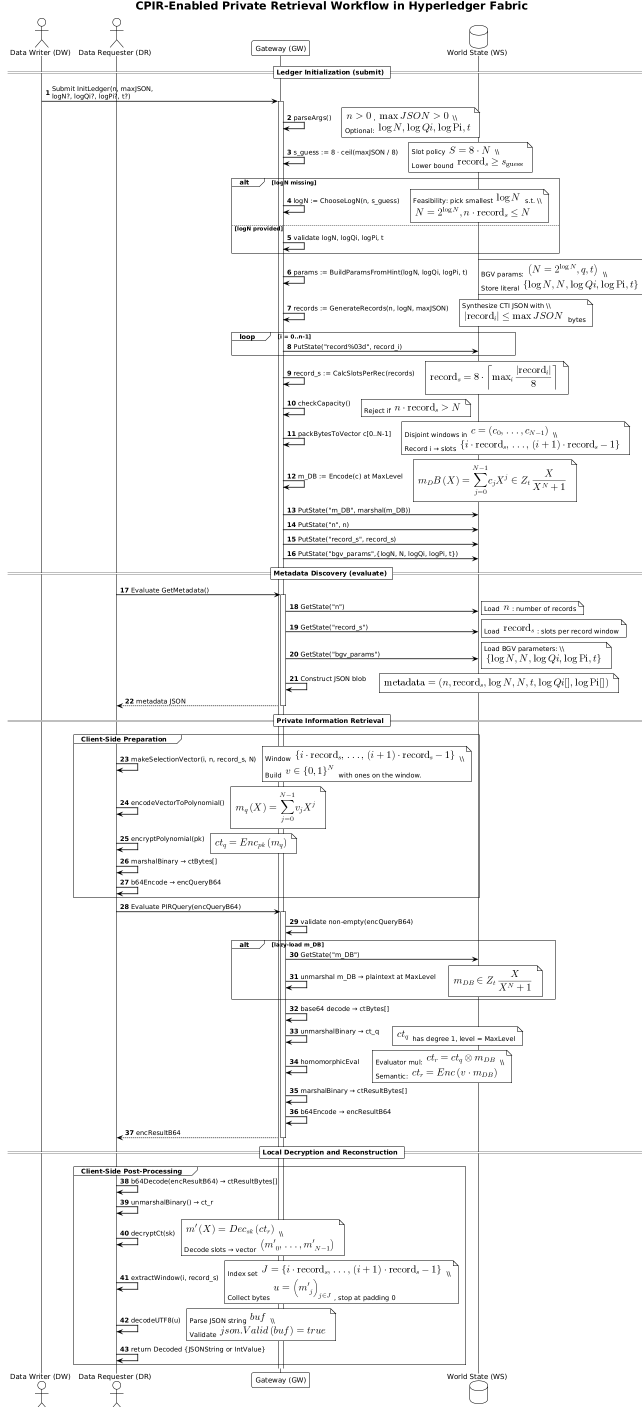 CPIR-Enabled Private Retrieval Workflow in Hyperledger Fabric
Data Writer (DW) Data Requester (DR) Gateway (GW) World State (WS)
Ledger Initialization (submit)
1 Submit InitLedger(n, maxJSON,
logN?, logQi?, logPi?, t?)
2 parseArgs()
n > 0 , max JSON > 0 \\
Optional: log N, log Qi, log Pi, t
3 s_guess := 8 · ceil(maxJSON / 8)
Slot policy S = 8 · N \\
Lower bound record_s ≥ s_guess
alt [logN missing]
4 logN := ChooseLogN(n, s_guess)
Feasibility: pick smallest log N s.t. \\
N = 2^{log N}, n · record_s ≤ N
[logN provided]
5 validate logN, logQi, logPi, t
6 params := BuildParamsFromHint(logN, logQi, logPi, t)
BGV params: (N = 2^{log N}, q, t) \\
Store literal {log N, N, log Qi, log Pi, t}
7 records := GenerateRecords(n, logN, maxJSON)
Synthesize CTI JSON with \\
|record_i| ≤ max JSON bytes
loop [i = 0..n-1]
8 PutState("record%03d", record_i)
9 record_s := CalcSlotsPerRec(records)
record_s = 8 · ⌈max_i |record_i| / 8⌉
10 checkCapacity()
Reject if n · record_s > N
11 packBytesToVector c[0..N-1]
Disjoint windows in c = (c_0, ..., c_{N−1}) \\
Record i → slots {i · record_s, ..., (i + 1) · record_s − 1}
12 m_DB := Encode(c) at MaxLevel
m_D B (X) = ∑_{j=0}^{N−1} c_j X^j ∈ Z_t X / X^N + 1
13 PutState("m_DB", marshal(m_DB))
14 PutState("n", n)
15 PutState("record_s", record_s)
16 PutState("bgv_params",{logN, N, logQi, logPi, t})
Metadata Discovery (evaluate)
17 Evaluate GetMetadata()
18 GetState("n")
Load n : number of records
19 GetState("record_s")
Load record_s : slots per record window
20 GetState("bgv_params")
Load BGV parameters: \\
{log N, N, log Qi, log Pi, t}
21 Construct JSON blob
metadata = (n, record_s, log N, N, t, log Qi[], log Pi[])
22 metadata JSON
Private Information Retrieval
Client-Side Preparation
23 makeSelectionVector(i, n, record_s, N)
Window {i · record_s, ..., (i + 1) · record_s − 1} \\
Build v ∈ {0, 1}^N with ones on the window.
24 encodeVectorToPolynomial()
m_q (X) = ∑_{j=0}^{N−1} v_j X^j
25 encryptPolynomial(pk)
ct_q = Enc_pk (m_q)
26 marshalBinary → ctBytes[]
27 b64Encode → encQueryB64
28 Evaluate PIRQuery(encQueryB64)
29 validate non-empty(encQueryB64)
alt [lazy-load m_DB]
30 GetState("m_DB")
31 unmarshal m_DB → plaintext at MaxLevel
m_DB ∈ Z_t X / X^N + 1
32 base64 decode → ctBytes[]
33 unmarshalBinary → ct_q
ct_q has degree 1, level = MaxLevel
34 homomorphicEval
Evaluator mul: ct_r = ct_q ⊗ m_DB \\
Semantic: ct_r = Enc (v · m_DB)
35 marshalBinary → ctResultBytes[]
36 b64Encode → encResultB64
37 encResultB64
Local Decryption and Reconstruction
Client-Side Post-Processing
38 b64Decode(encResultB64) → ctResultBytes[]
39 unmarshalBinary() → ct_r
40 decryptCt(sk)
m′ (X) = Dec_sk (ct_r) \\
Decode slots → vector (m′_0, ..., m′_{N−1})
41 extractWindow(i, record_s)
Index set J = {i · record_s, ..., (i + 1) · record_s − 1} \\
u = (m′_j)_{j∈J}
Collect bytes , stop at padding 0
42 decodeUTF8(u)
Parse JSON string buf \\
Validate json.Valid (buf) = true
43 return Decoded {JSONString or IntValue}
Data Writer (DW) Data Requester (DR) Gateway (GW) World State (WS)